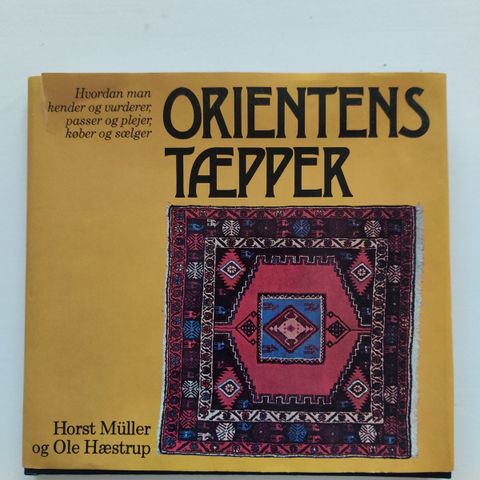 Hvordan man
kender og vurderer,
passer og plejer,
køber og sælger
ORIENTENS
TÆPPER
Horst Müller
og Ole Hæstrup